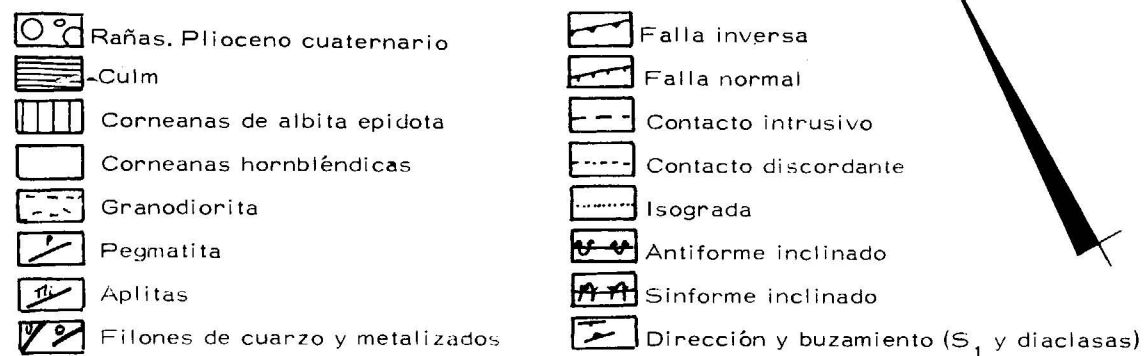 Rañas. Plioceno cuaternario
Culm
Corneanas de albita epidota
Corneanas hornbléndicas
Granodiorita
P
Pegmatita
Aplitas
Filones de cuarzo y metalizados
Falla inversa
Falla normal
Contacto intrusivo
Contacto discordante
Isograda
Antiforme inclinado
Sinforme inclinado
Dirección y buzamiento (S1 y diaclasas)